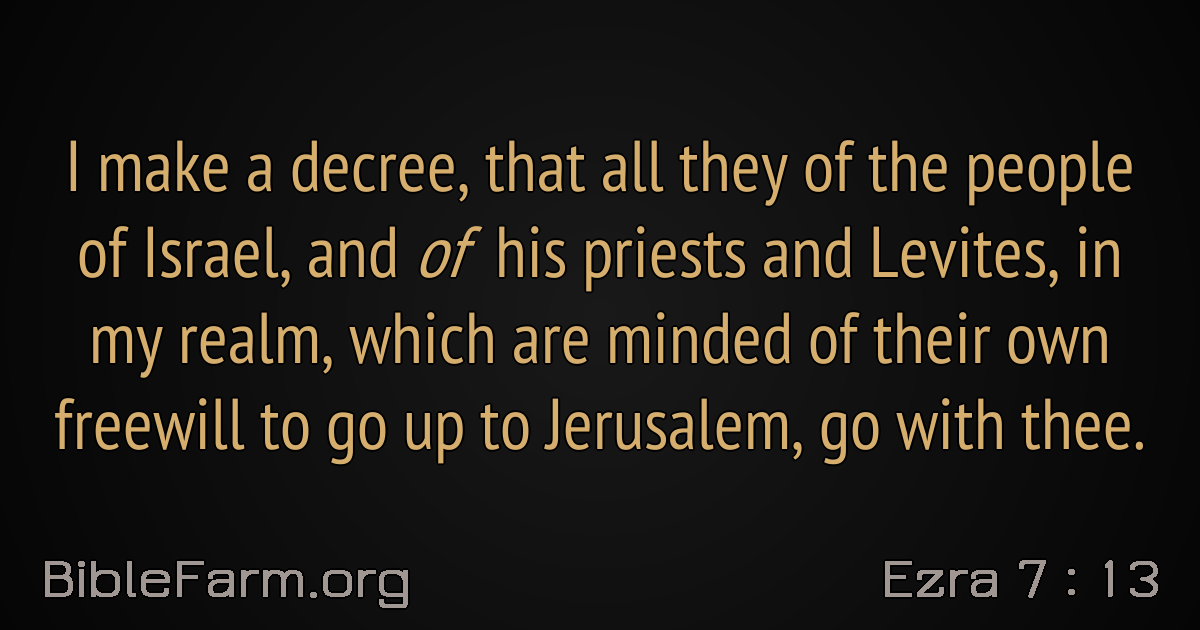 I make a decree, that all they of the people
of Israel, and of his priests and Levites, in
my realm, which are minded of their own
freewill to go up to Jerusalem, go with thee.
BibleFarm.org
Ezra 7 : 13